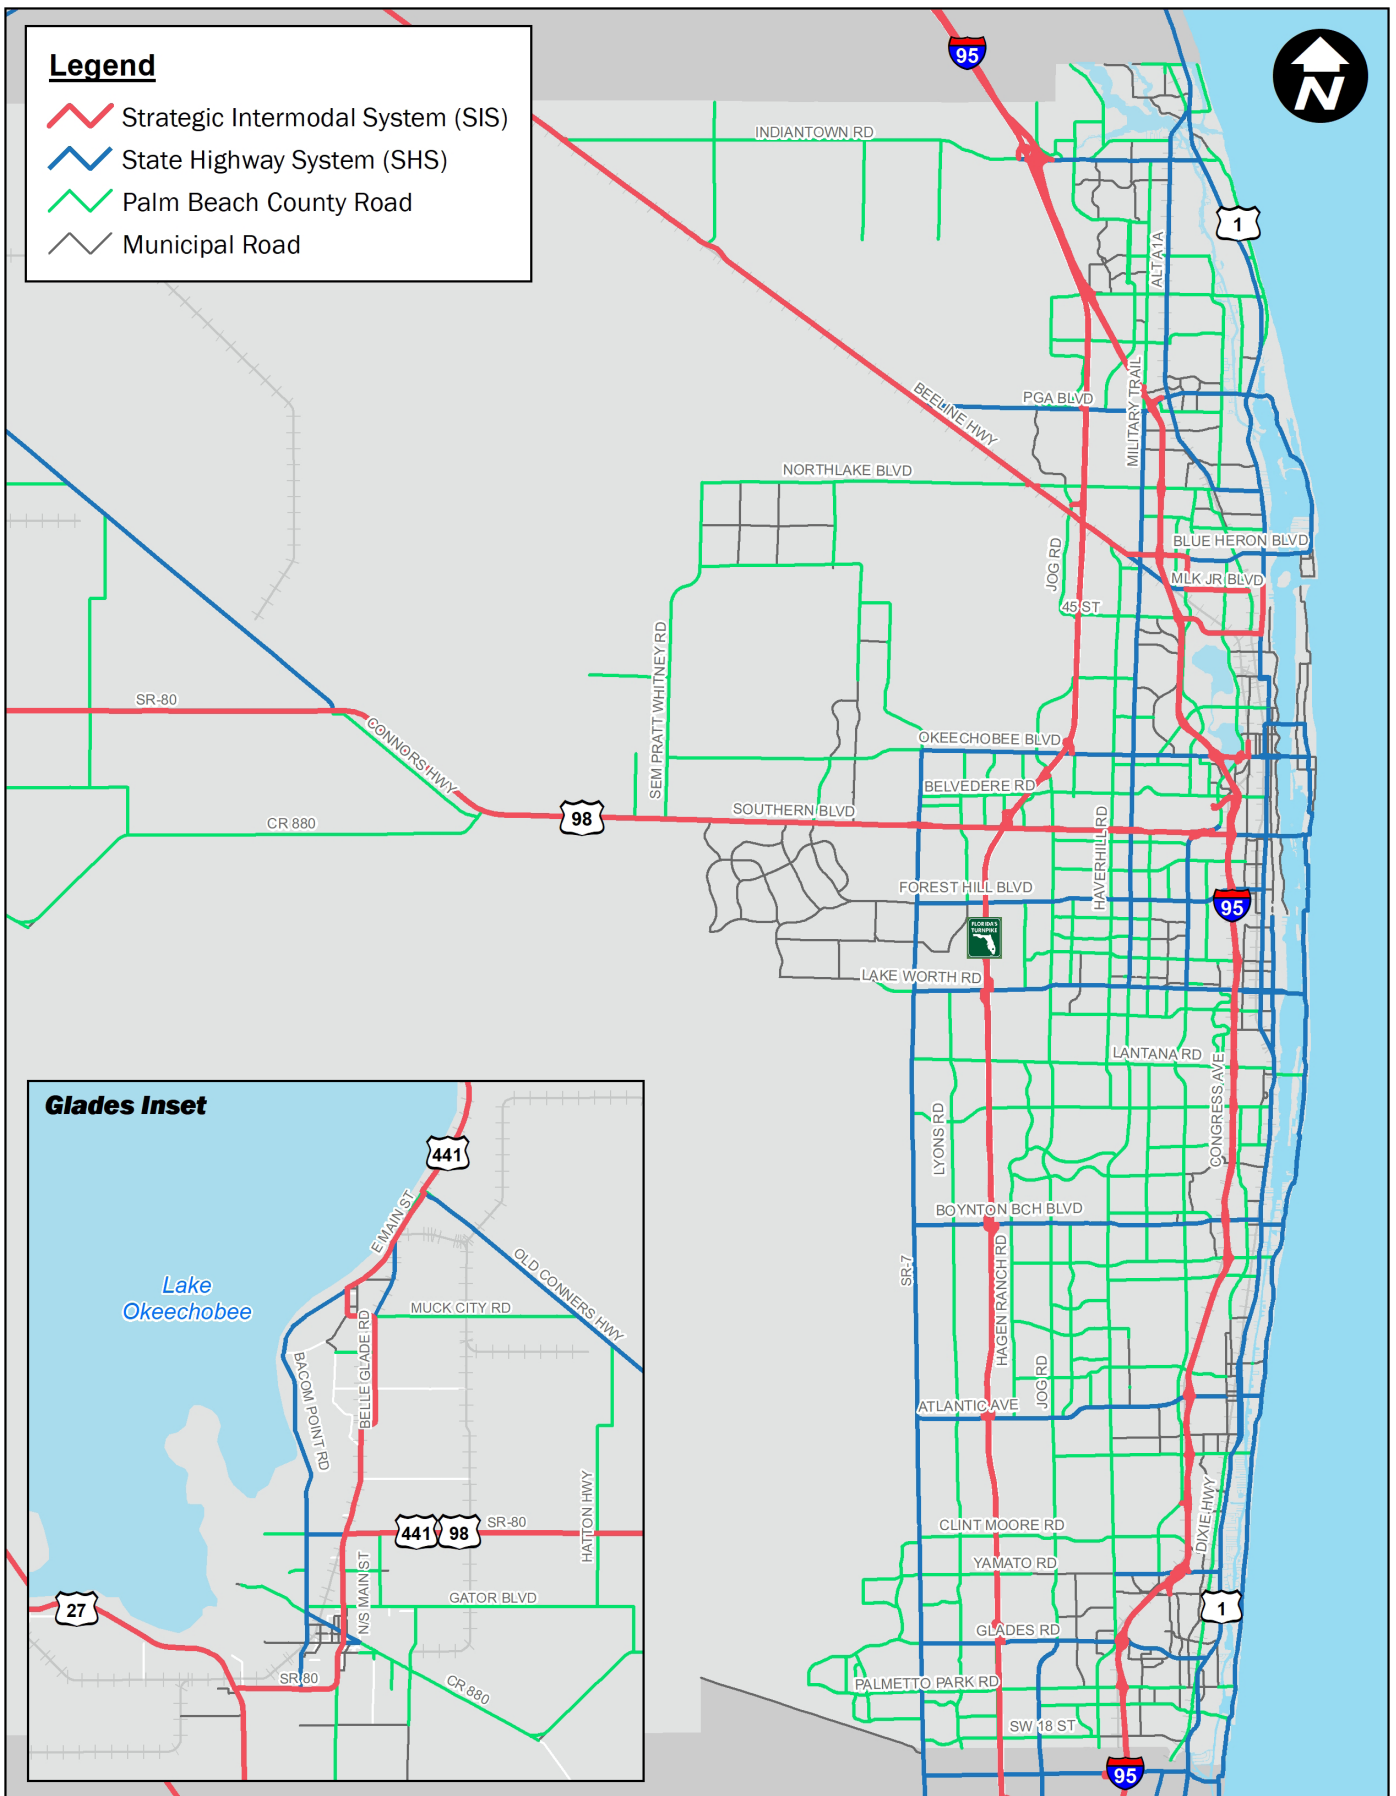 Legend
Strategic Intermodal System (SIS)
State Highway System (SHS)
Palm Beach County Road
Municipal Road
N
95
INDIANTOWN RD
1
ALT A1A
BEELINE HWY
PGA BLVD
MILITARY TRAIL
NORTHLAKE BLVD
BLUE HERON BLVD
JOG RD
MLK JR BLVD
45 ST
SEM PRATT WHITNEY RD
SR-80
CONNORS HWY
OKEECHOBEE BLVD
BELVEDERE RD
SOUTHERN BLVD
98
CR 880
HAVERHILL RD
FOREST HILL BLVD
95
FLORIDA'S
TURNPIKE
LAKE WORTH RD
LANTANA RD
CONGRESS AVE
LYONS RD
BOYNTON BCH BLVD
SR-7
HAGEN RANCH RD
JOG RD
ATLANTIC AVE
CLINT MOORE RD
DIXIE HWY
YAMATO RD
1
GLADES RD
PALMETTO PARK RD
SW 18 ST
95
Glades Inset
441
E MAIN ST
OLD CONNERS HWY
Lake
Okeechobee
MUCK CITY RD
BELLE GLADE RD
BACOM POINT RD
HATTON HWY
441
98
SR-80
N/S MAIN ST
GATOR BLVD
27
SR 80
CR 880